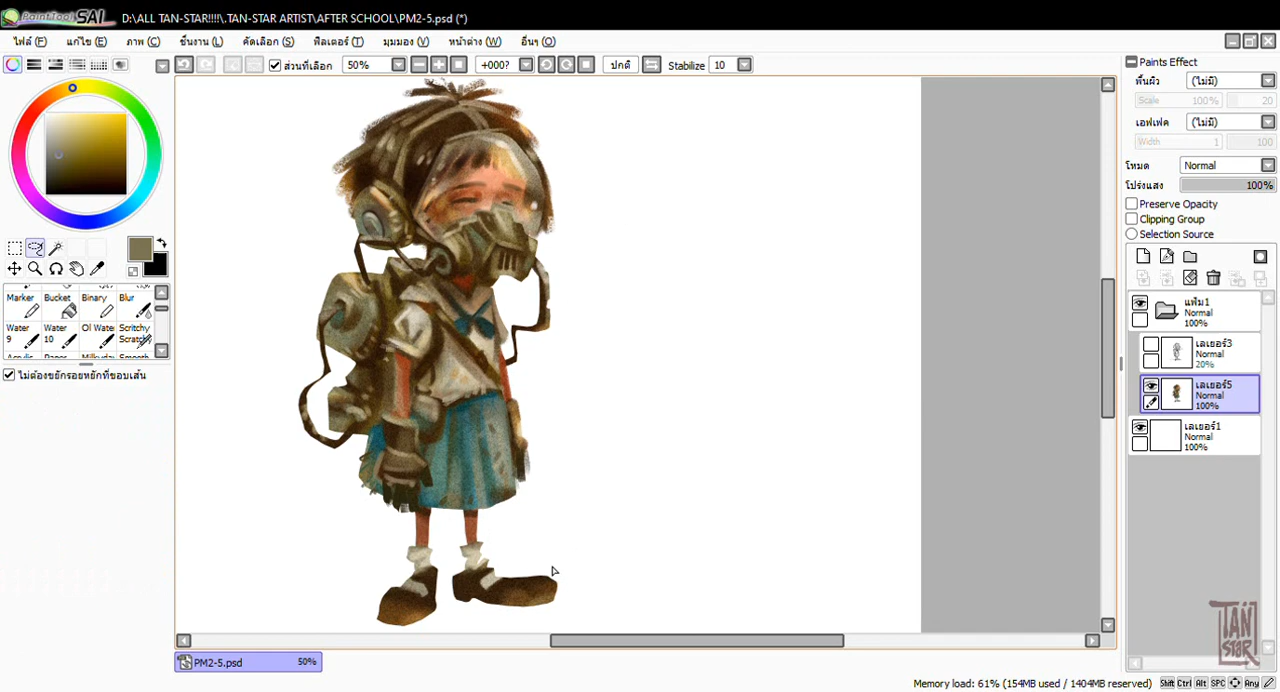 PaintTool SAI D:\ALL TAN-STAR!!!!\.TAN-STAR ARTIST\AFTER SCHOOL\PM2-5.psd (*)
ไฟล์ (F) แก้ไข (E) ภาพ (C) ชิ้นงาน (L) คัดเลือก (S) ฟิลเตอร์ (T) มุมมอง (V) หน้าต่าง (W) อื่นๆ (O)
ส่วนที่เลือก 50% +000? ปกติ Stabilize 10
Paints Effect
พื้นผิว (ไม่มี)
Scale 100% 20
เอฟเฟค (ไม่มี)
Width 1 100
โหมด Normal
โปร่งแสง 100%
Preserve Opacity
Clipping Group
Selection Source
Marker Bucket Binary Blur
Water 9 Water 10 Ol Wate Scritchy Scratch
ไม่ต้องขยักรอยหยักที่ขอบเส้น
แฟ้ม1
Normal
100%
เลเยอร์3
Normal
20%
เลเยอร์5
Normal
100%
เลเยอร์1
Normal
100%
TAN
STAR
PM2-5.psd 50%
Memory load: 61% (154MB used / 1404MB reserved) Shift Ctrl Alt SPC Any